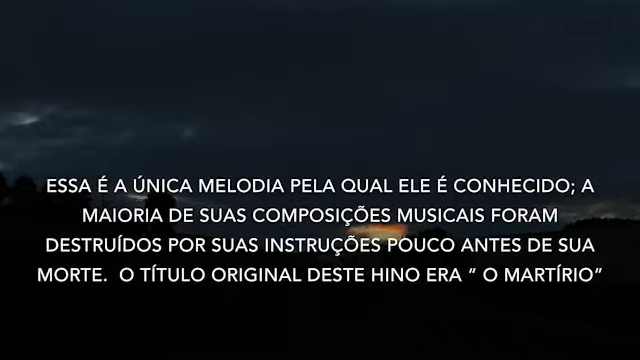 ESSA É A ÚNICA MELODIA PELA QUAL ELE É CONHECIDO; A
MAIORIA DE SUAS COMPOSIÇÕES MUSICAIS FORAM
DESTRUÍDOS POR SUAS INSTRUÇÕES POUCO ANTES DE SUA
MORTE.  O TÍTULO ORIGINAL DESTE HINO ERA “ O MARTÍRIO”